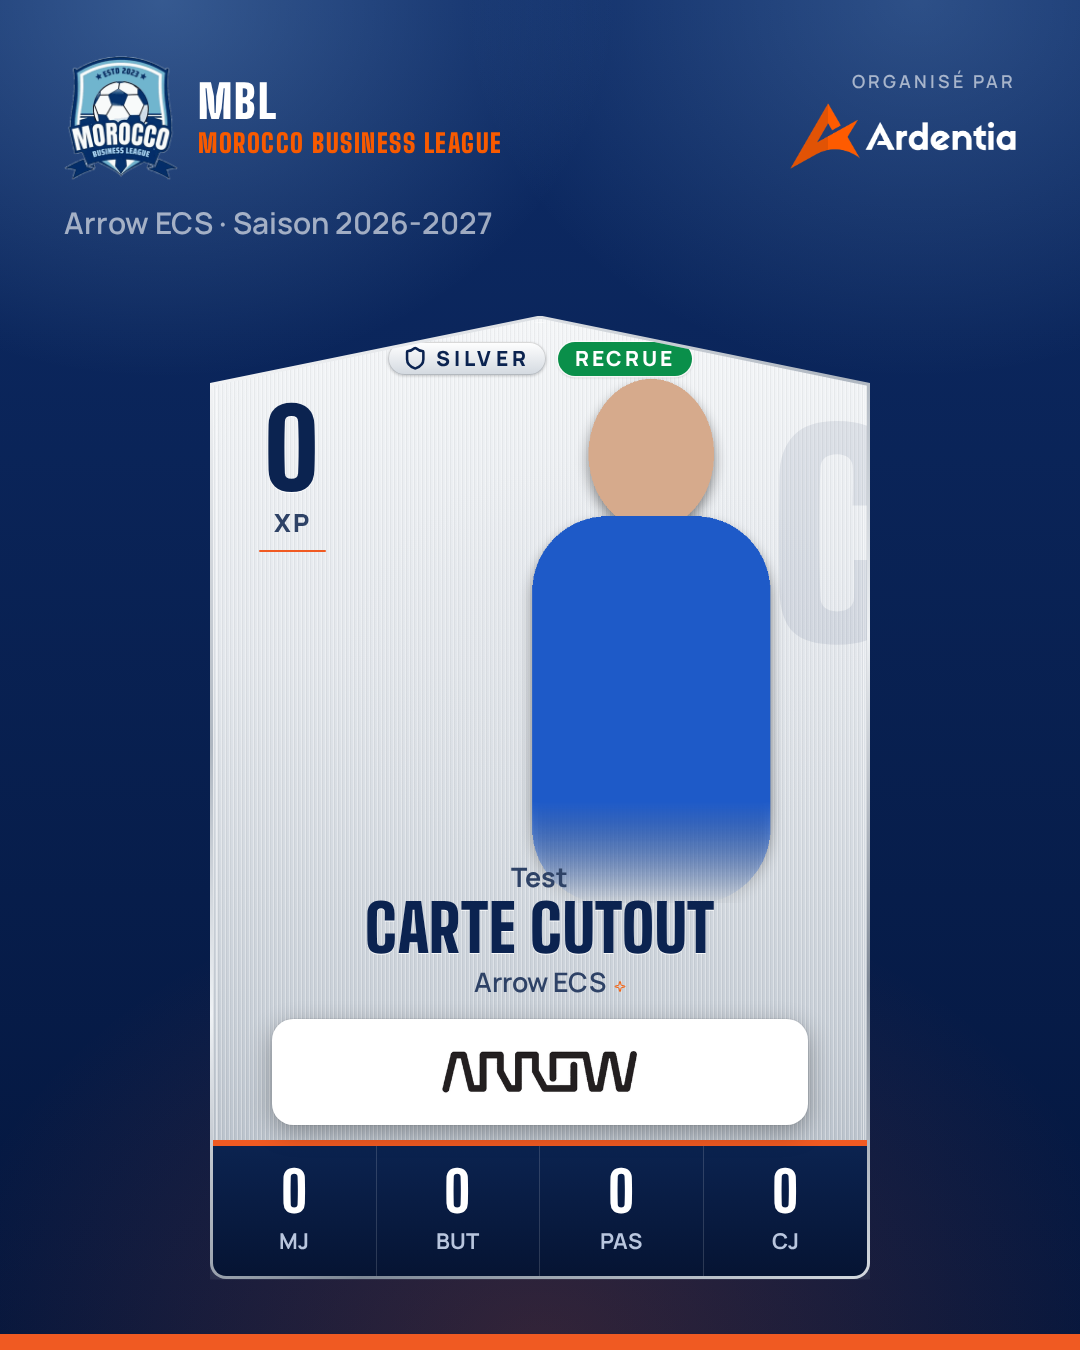 ESTD 2023
MOROCCO
BUSINESS LEAGUE
MBL
MOROCCO BUSINESS LEAGUE
ORGANISÉ PAR
Ardentia
Arrow ECS · Saison 2026-2027
SILVER
RECRUE
0
XP
C
Test
CARTE CUTOUT
Arrow ECS
ARROW
0
MJ
0
BUT
0
PAS
0
CJ